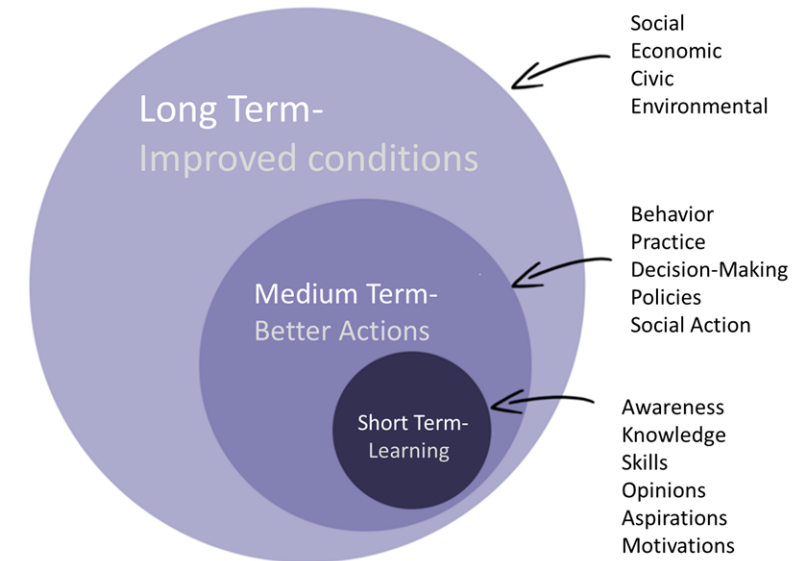 Long Term-
Improved conditions
Social
Economic
Civic
Environmental
Medium Term-
Better Actions
Behavior
Practice
Decision-Making
Policies
Social Action
Short Term-
Learning
Awareness
Knowledge
Skills
Opinions
Aspirations
Motivations